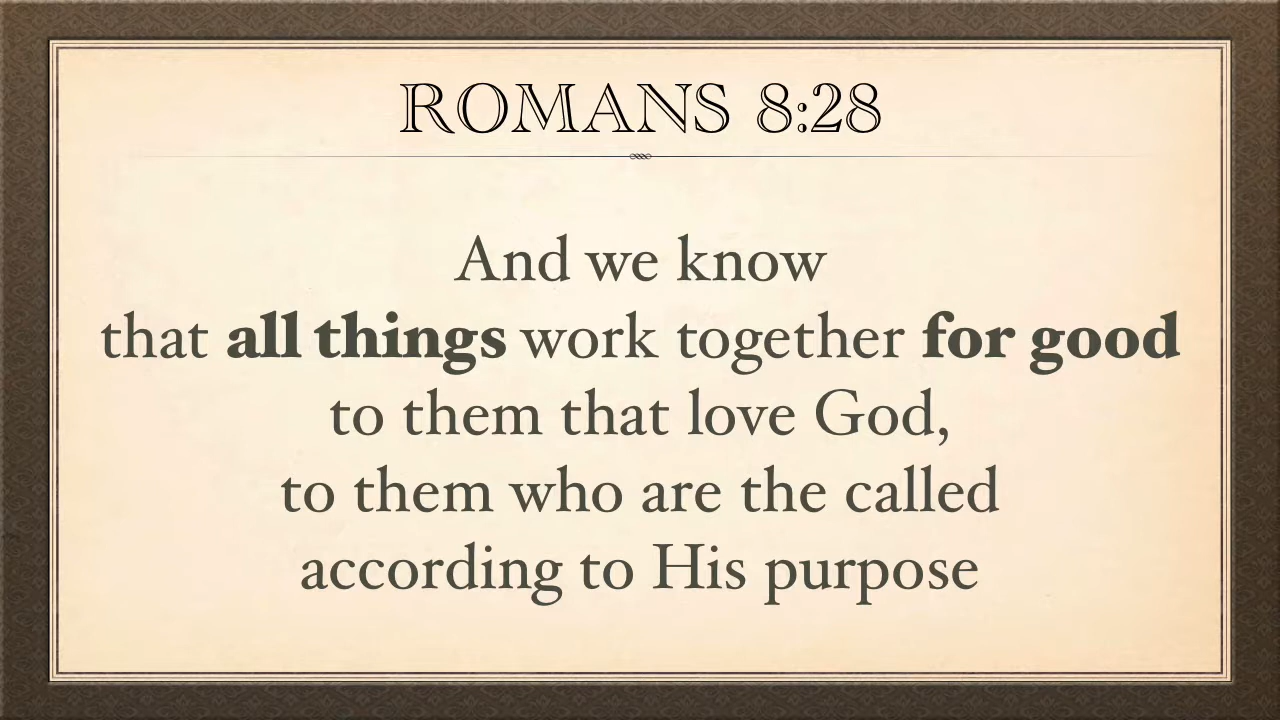 ROMANS 8:28
And we know
that all things work together for good
to them that love God,
to them who are the called
according to His purpose